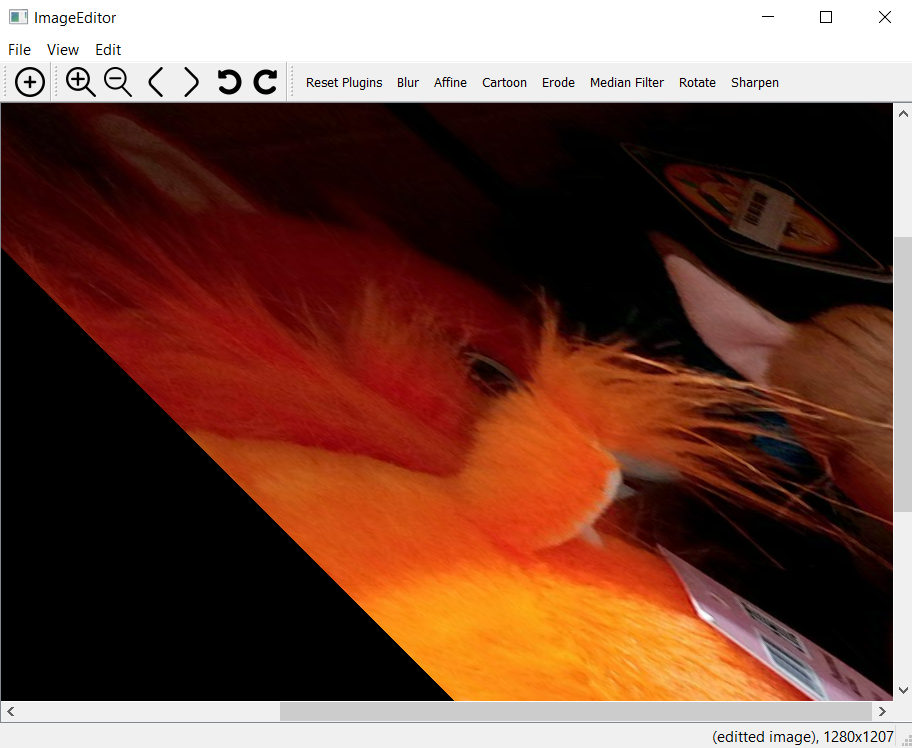 ImageEditor
File View Edit
Reset Plugins Blur Affine Cartoon Erode Median Filter Rotate Sharpen
(editted image), 1280x1207